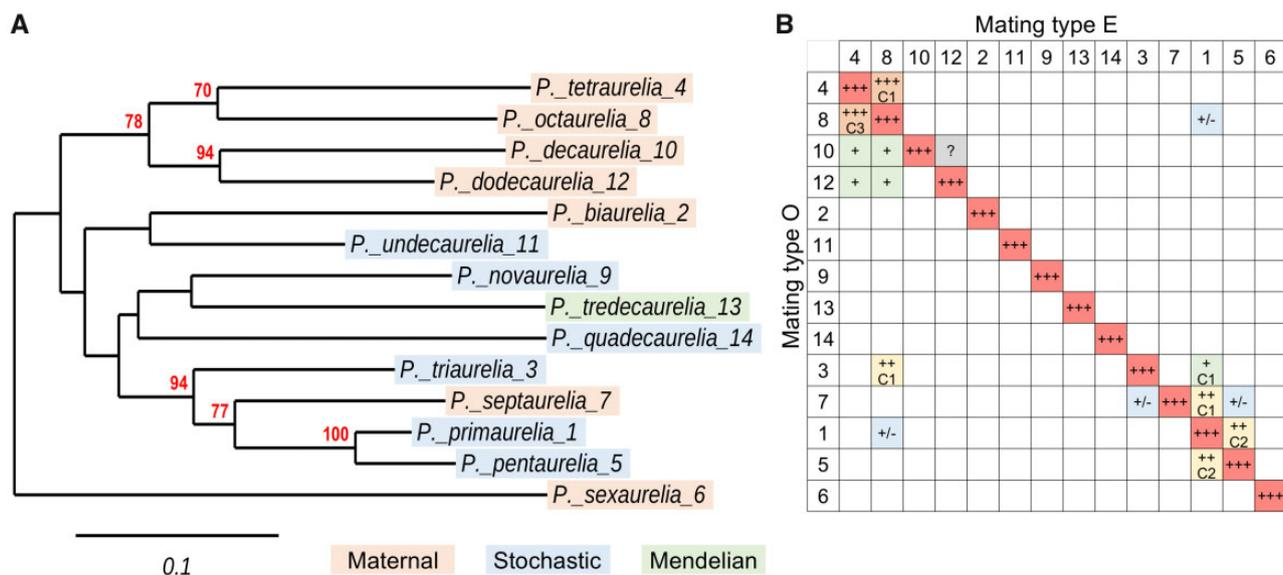 A
70
P._tetraurelia_4
78
P._octaurelia_8
94
P._decaurelia_10
P._dodecaurelia_12
P._biaurelia_2
P._undecaurelia_11
P._novaurelia_9
P._tredecaurelia_13
P._quadecaurelia_14
94
P._triaurelia_3
77
P._septaurelia_7
100
P._primaurelia_1
P._pentaurelia_5
P._sexaurelia_6
0.1
Maternal Stochastic Mendelian
B
Mating type E
4 8 10 12 2 11 9 13 14 3 7 1 5 6
Mating type O
4 +++ +++
C1
8 +++ +++ +/-
C3
10 + + +++ ?
12 + + +++
2 +++
11 +++
9 +++
13 +++
14 +++
3 ++ +++ +
C1 C1
7 +/- +++ ++ +/-
C1
1 +/- +++ ++
C2
5 ++ +++
C2
6 +++